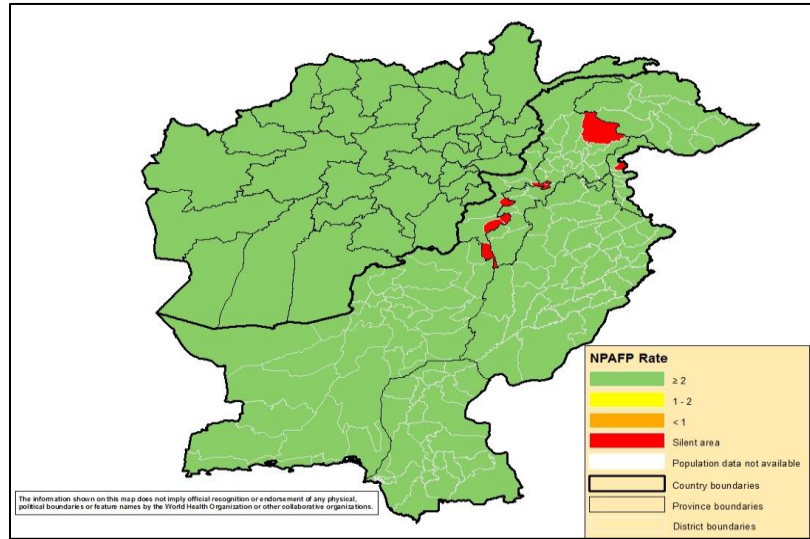 NPAFP Rate
≥ 2
1 - 2
< 1
Silent area
Population data not available
Country boundaries
Province boundaries
District boundaries
The information shown on this map does not imply official recognition or endorsement of any physical,
political boundaries or feature names by the World Health Organization or other collaborative organizations.